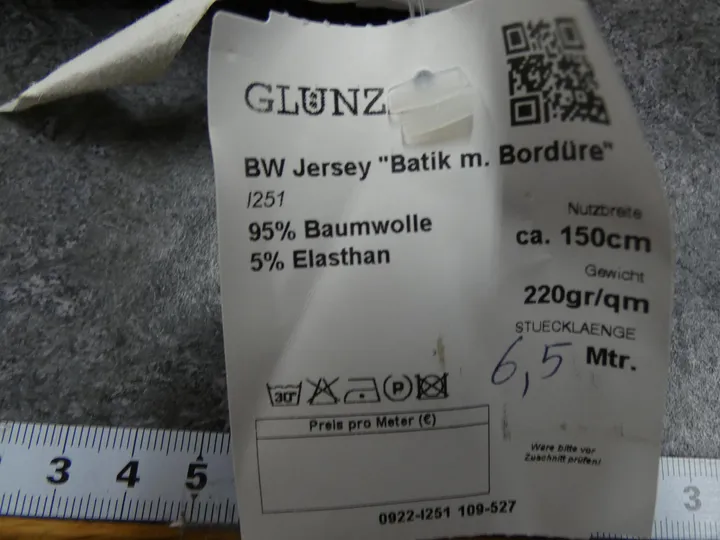 GLUNZ
BW Jersey "Batik m. Bordüre"
I251
95% Baumwolle
5% Elasthan
Nutzbreite
ca. 150cm
Gewicht
220gr/qm
STUECKLAENGE
6,5 Mtr.
30°
P
Preis pro Meter (€)
Ware bitte vor
Zuschnitt prüfen!
0922-I251 109-527
3 4 5
3